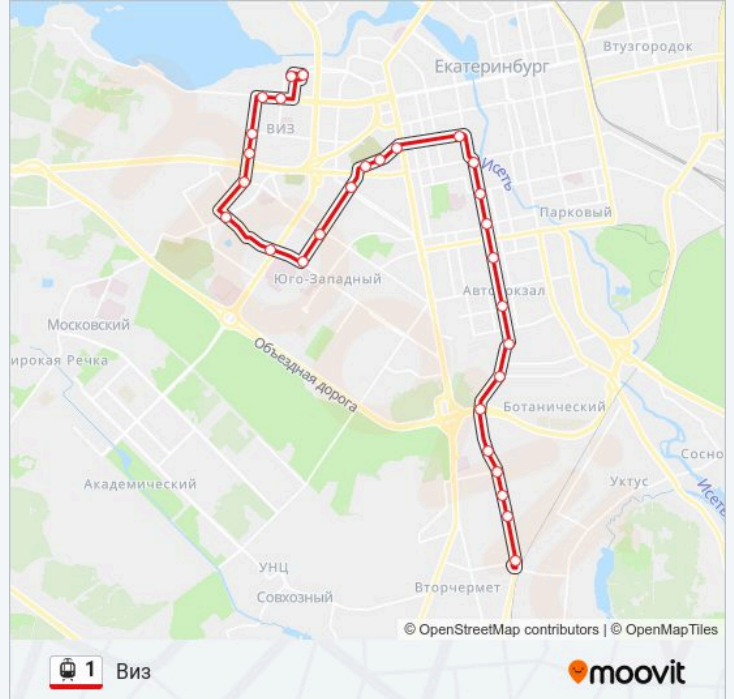 Втузгородок
Екатеринбург
ВИЗ
Исеть
Парковый
Юго-Западный
Автовокзал
Московский
ирокая Речка
Объездная дорога
Ботанический
Сосно
Академический
Уктус
Исеть
УНЦ
Вторчермет
Совхозный
© OpenStreetMap contributors | © OpenMapTiles
1 Виз
moovit